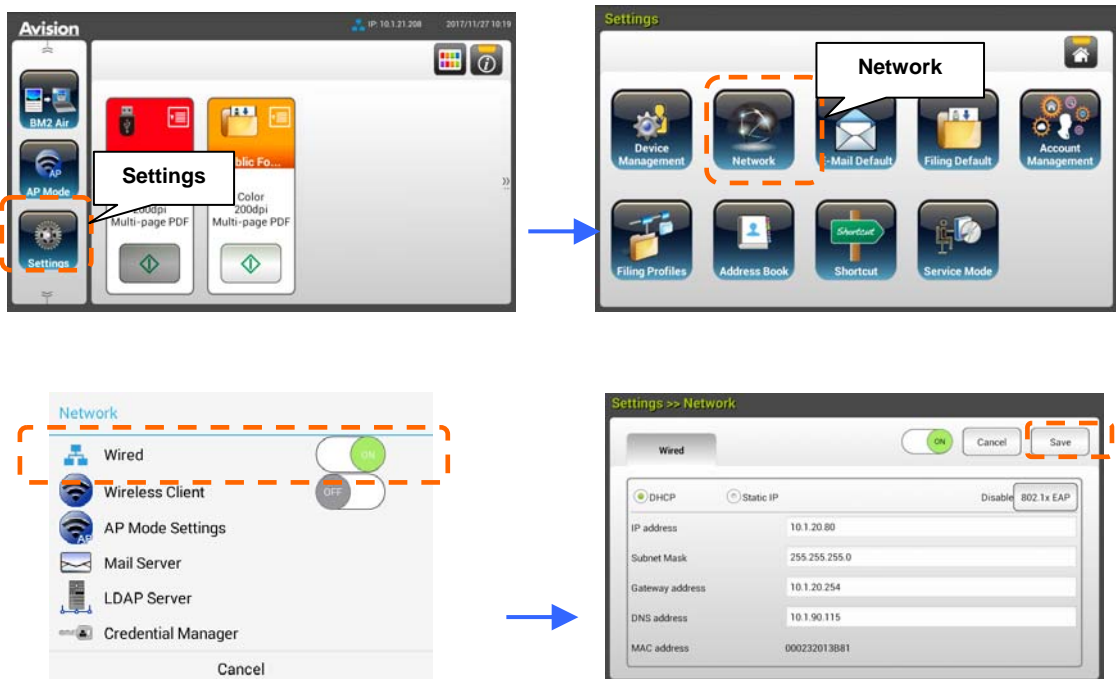 Avision
IP: 10.1.21.208
2017/11/27 10:19
BM2 Air
AP Mode
Settings
Settings
blic Fo...
200dpi
Multi-page PDF
Color
200dpi
Multi-page PDF
Settings
Network
Device
Management
Network
-Mail Default
Filing Default
Account
Management
Filing Profiles
Address Book
Shortcut
Shortcut
Service Mode
Network
Wired
ON
Wireless Client
OFF
AP Mode Settings
AP
Mail Server
LDAP Server
Credential Manager
Cancel
Settings >> Network
Wired
ON
Cancel
Save
DHCP
Static IP
Disable
802.1x EAP
IP address
10.1.20.80
Subnet Mask
255.255.255.0
Gateway address
10.1.20.254
DNS address
10.1.90.115
MAC address
000232013B81